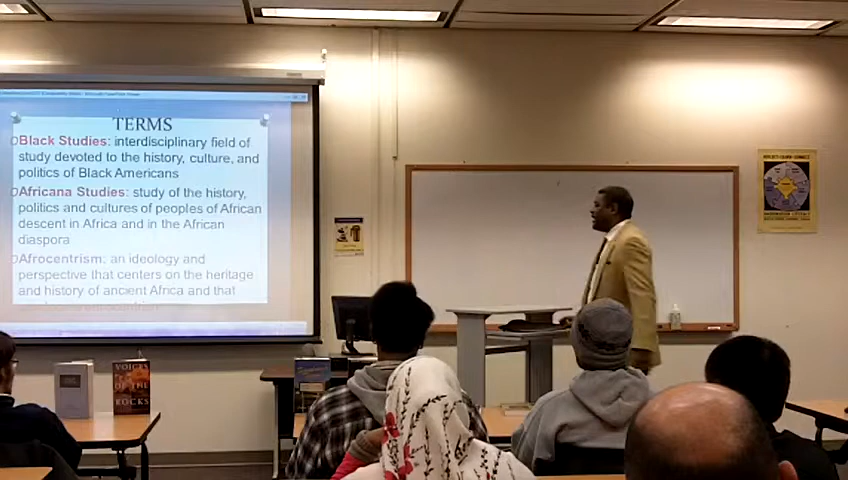 TERMS
Black Studies: interdisciplinary field of
study devoted to the history, culture, and
politics of Black Americans
Africana Studies: study of the history,
politics and cultures of peoples of African
descent in Africa and in the African
diaspora
Afrocentrism: an ideology and
perspective that centers on the heritage
and history of ancient Africa and that
VOICES
OF THE
ROCKS